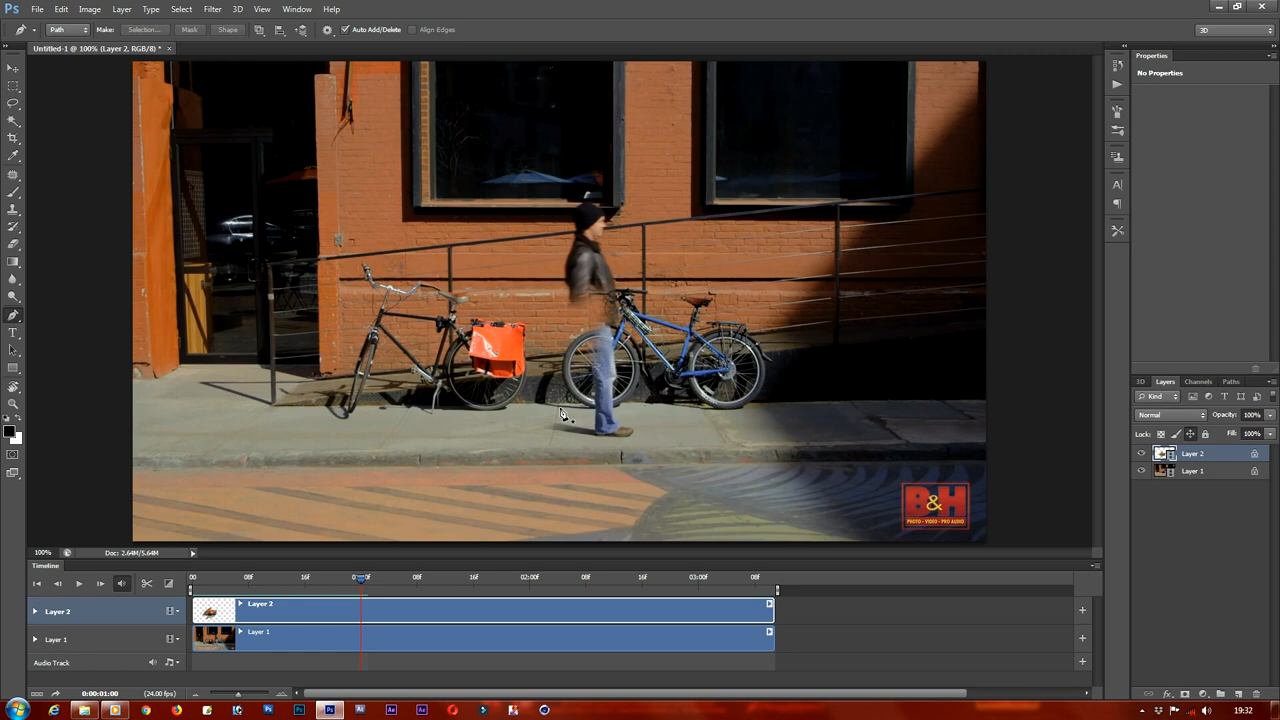 Ps File Edit Image Layer Type Select Filter 3D View Window Help
Path Make: Selection... Mask Shape Auto Add/Delete Align Edges 3D
Untitled-1 @ 100% (Layer 2, RGB/8) * ×
Properties
No Properties
B&H
PHOTO - VIDEO - PRO AUDIO
3D Layers Channels Paths
Kind
Normal Opacity: 100%
Lock: Fill: 100%
Layer 2
Layer 1
100% Doc: 2.64M/5.64M
Timeline
00 08f 16f 08f 16f 02:00f 08f 16f 03:00f 08f
Layer 2 Layer 2
Layer 1 Layer 1
Audio Track
0:00:01:00 (24.00 fps)
19:32